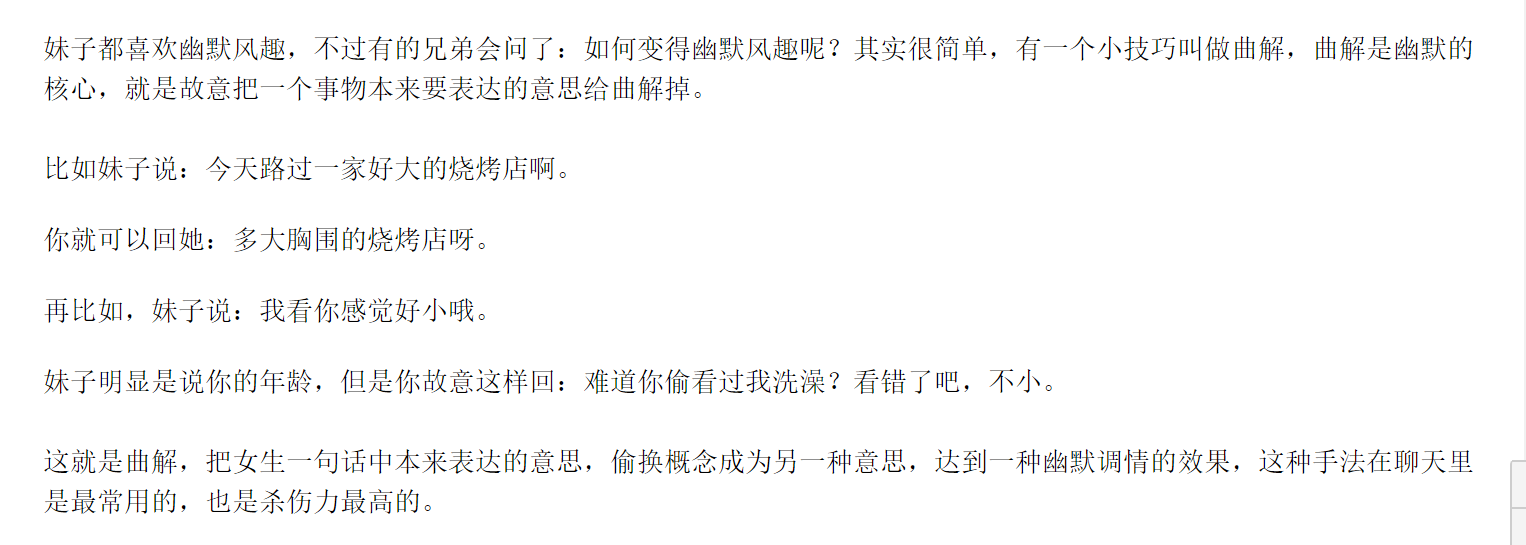 妹子都喜欢幽默风趣，不过有的兄弟会问了：如何变得幽默风趣呢？其实很简单，有一个小技巧叫做曲解，曲解是幽默的
核心，就是故意把一个事物本来要表达的意思给曲解掉。
比如妹子说：今天路过一家好大的烧烤店啊。
你就可以回她：多大胸围的烧烤店呀。
再比如，妹子说：我看你感觉好小哦。
妹子明显是说你的年龄，但是你故意这样回：难道你偷看过我洗澡？看错了吧，不小。
这就是曲解，把女生一句话中本来表达的意思，偷换概念成为另一种意思，达到一种幽默调情的效果，这种手法在聊天里
是最常用的，也是杀伤力最高的。